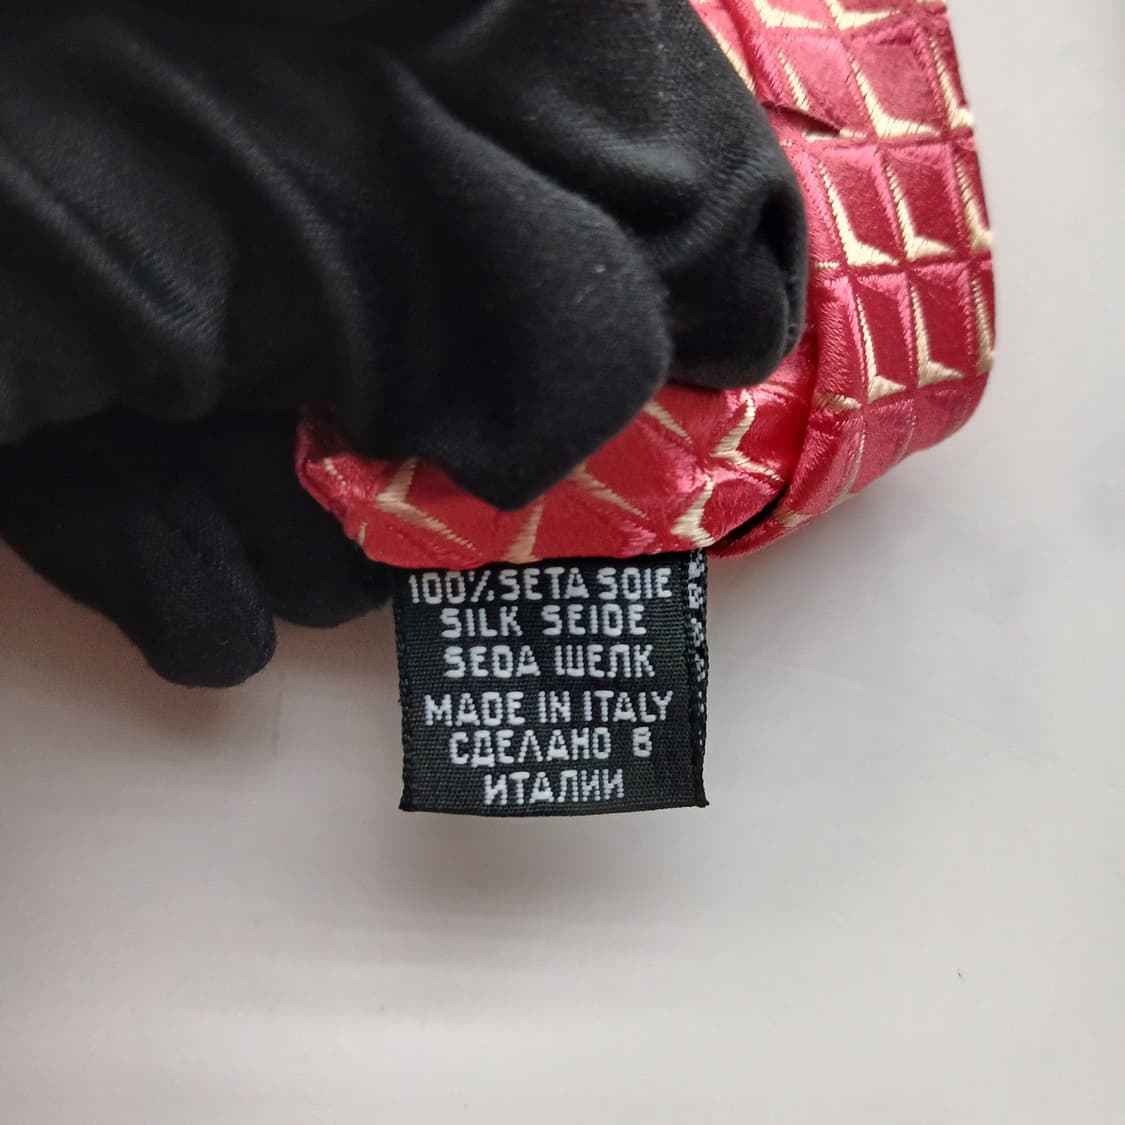 100% SETA SOIE
SILK SEIDE
SEDA ШЕЛК
MADE IN ITALY
СДЕЛАНО В
ИТАЛИИ